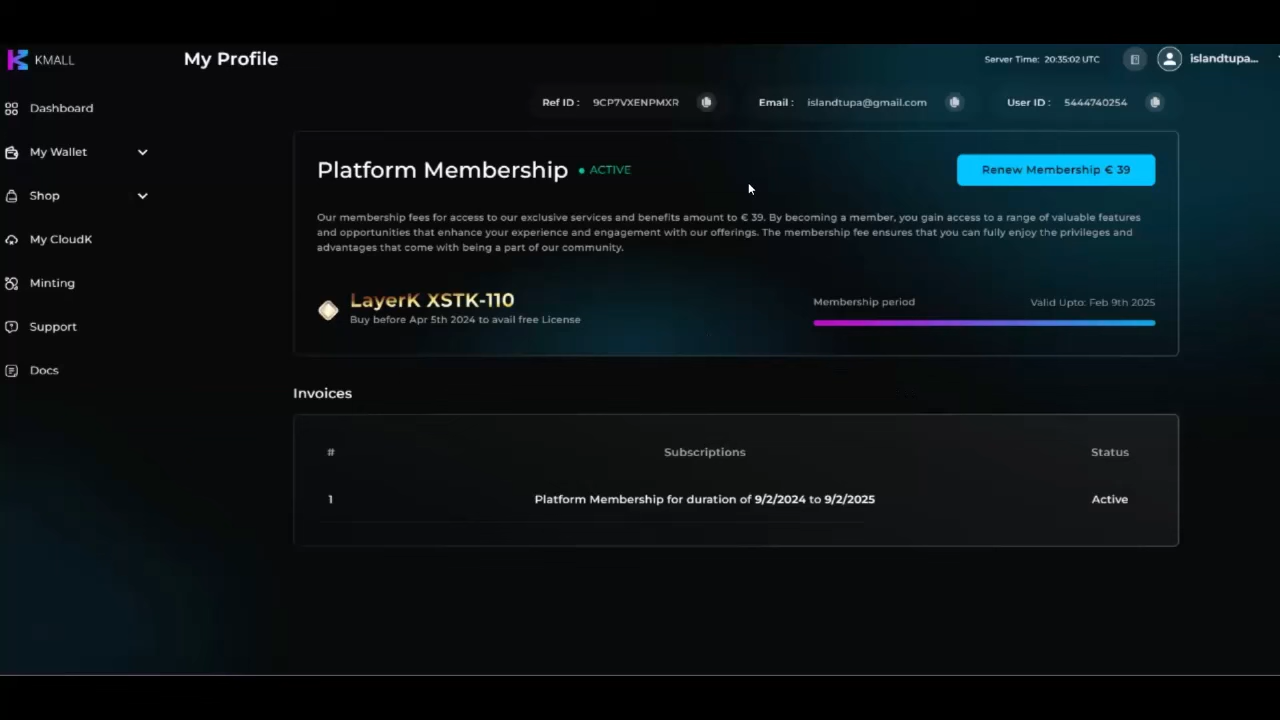 KMALL
My Profile
Server Time: 20:35:02 UTC
islandtupa...
Dashboard
My Wallet
Shop
My CloudK
Minting
Support
Docs
Ref ID : 9CP7VXENPMXR
Email : islandtupa@gmail.com
User ID : 5444740254
Platform Membership ACTIVE
Renew Membership € 39
Our membership fees for access to our exclusive services and benefits amount to € 39. By becoming a member, you gain access to a range of valuable features
and opportunities that enhance your experience and engagement with our offerings. The membership fee ensures that you can fully enjoy the privileges and
advantages that come with being a part of our community.
LayerK XSTK-110
Buy before Apr 5th 2024 to avail free License
Membership period
Valid Upto: Feb 9th 2025
Invoices
# Subscriptions Status
1 Platform Membership for duration of 9/2/2024 to 9/2/2025 Active